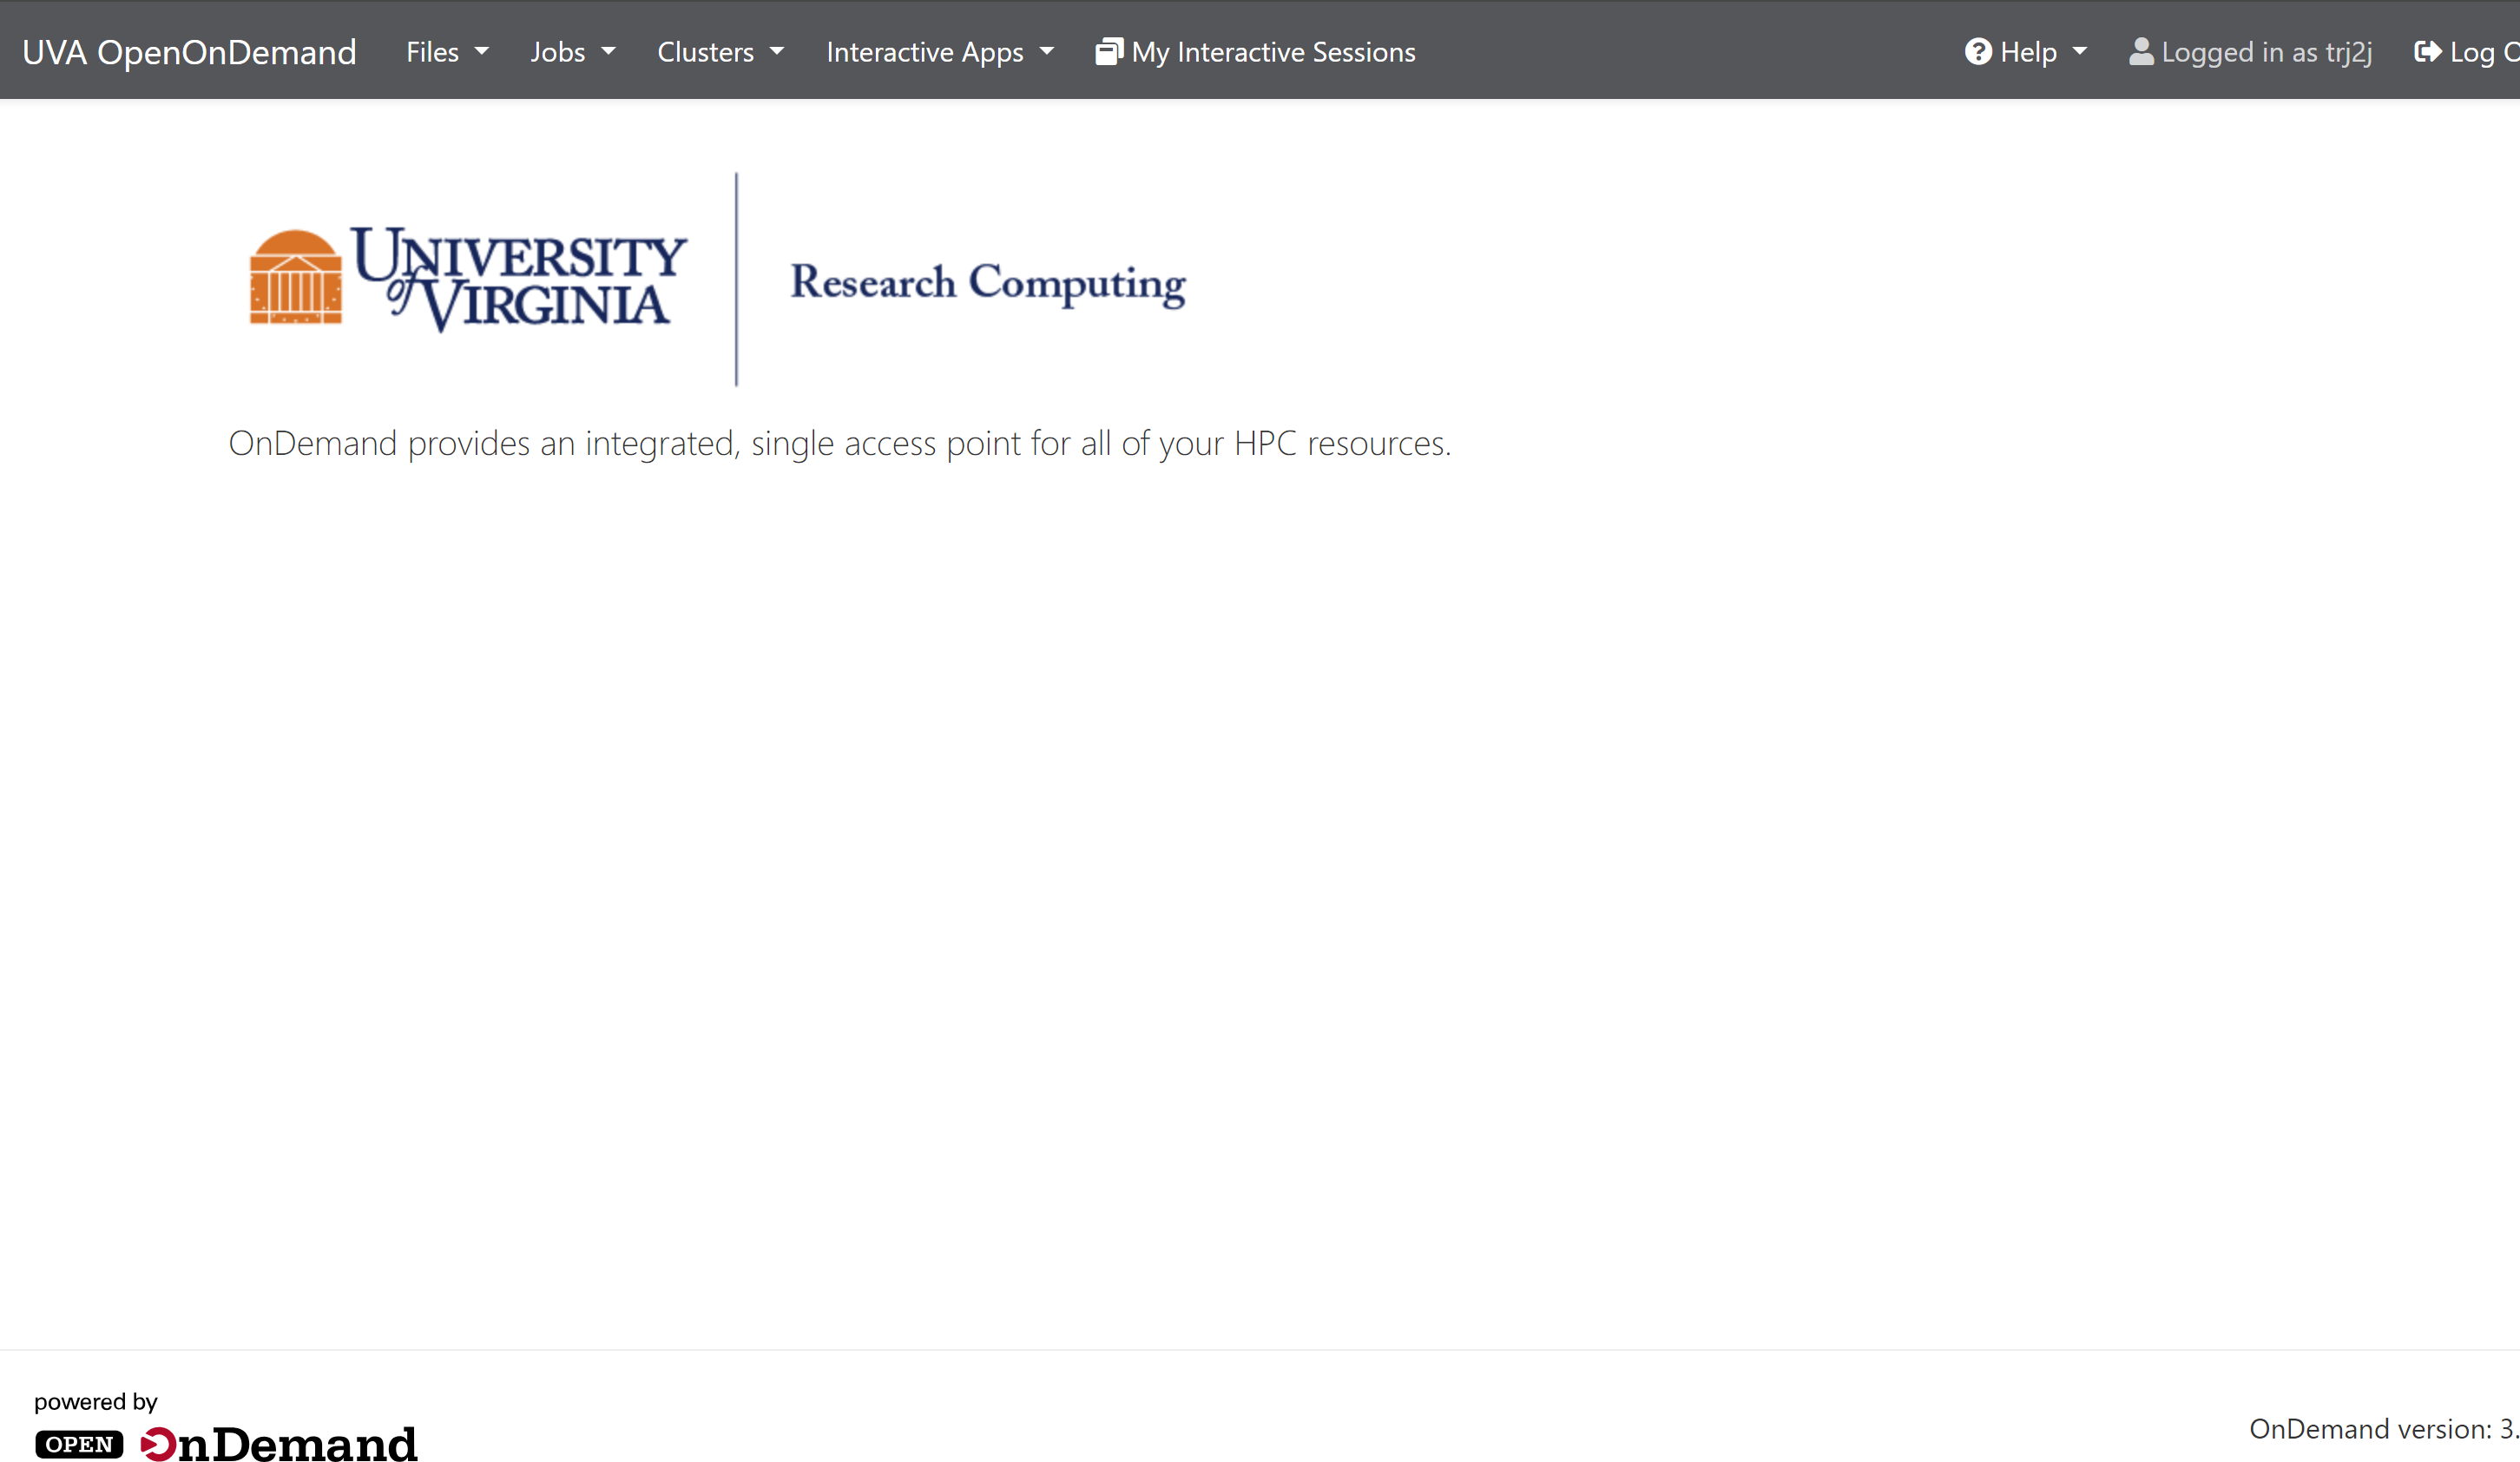 UVA OpenOnDemand Files Jobs Clusters Interactive Apps My Interactive Sessions Help Logged in as trj2j Log
UNIVERSITY
of VIRGINIA
Research Computing
OnDemand provides an integrated, single access point for all of your HPC resources.
powered by
OPEN OnDemand
OnDemand version: 3.